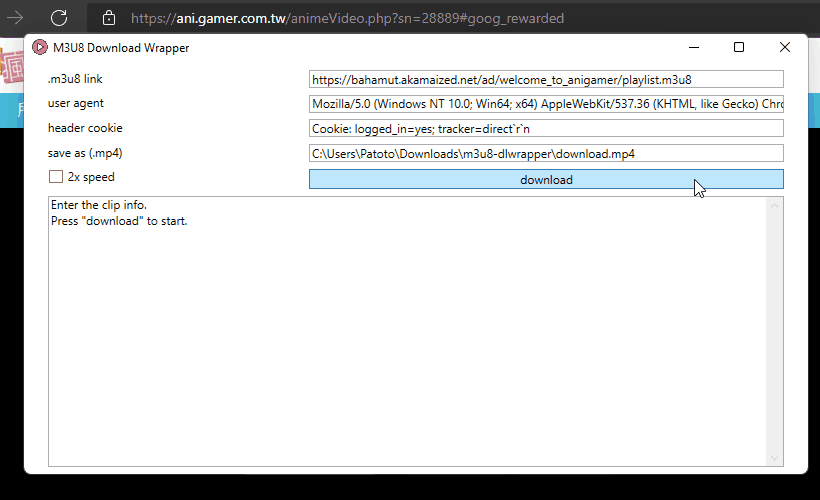 https://ani.gamer.com.tw/animeVideo.php?sn=28889#goog_rewarded
M3U8 Download Wrapper
.m3u8 link
https://bahamut.akamaized.net/ad/welcome_to_anigamer/playlist.m3u8
user agent
Mozilla/5.0 (Windows NT 10.0; Win64; x64) AppleWebKit/537.36 (KHTML, like Gecko) Chr
header cookie
Cookie: logged_in=yes; tracker=direct`r`n
save as (.mp4)
C:\Users\Patoto\Downloads\m3u8-dlwrapper\download.mp4
2x speed
download
Enter the clip info.
Press "download" to start.